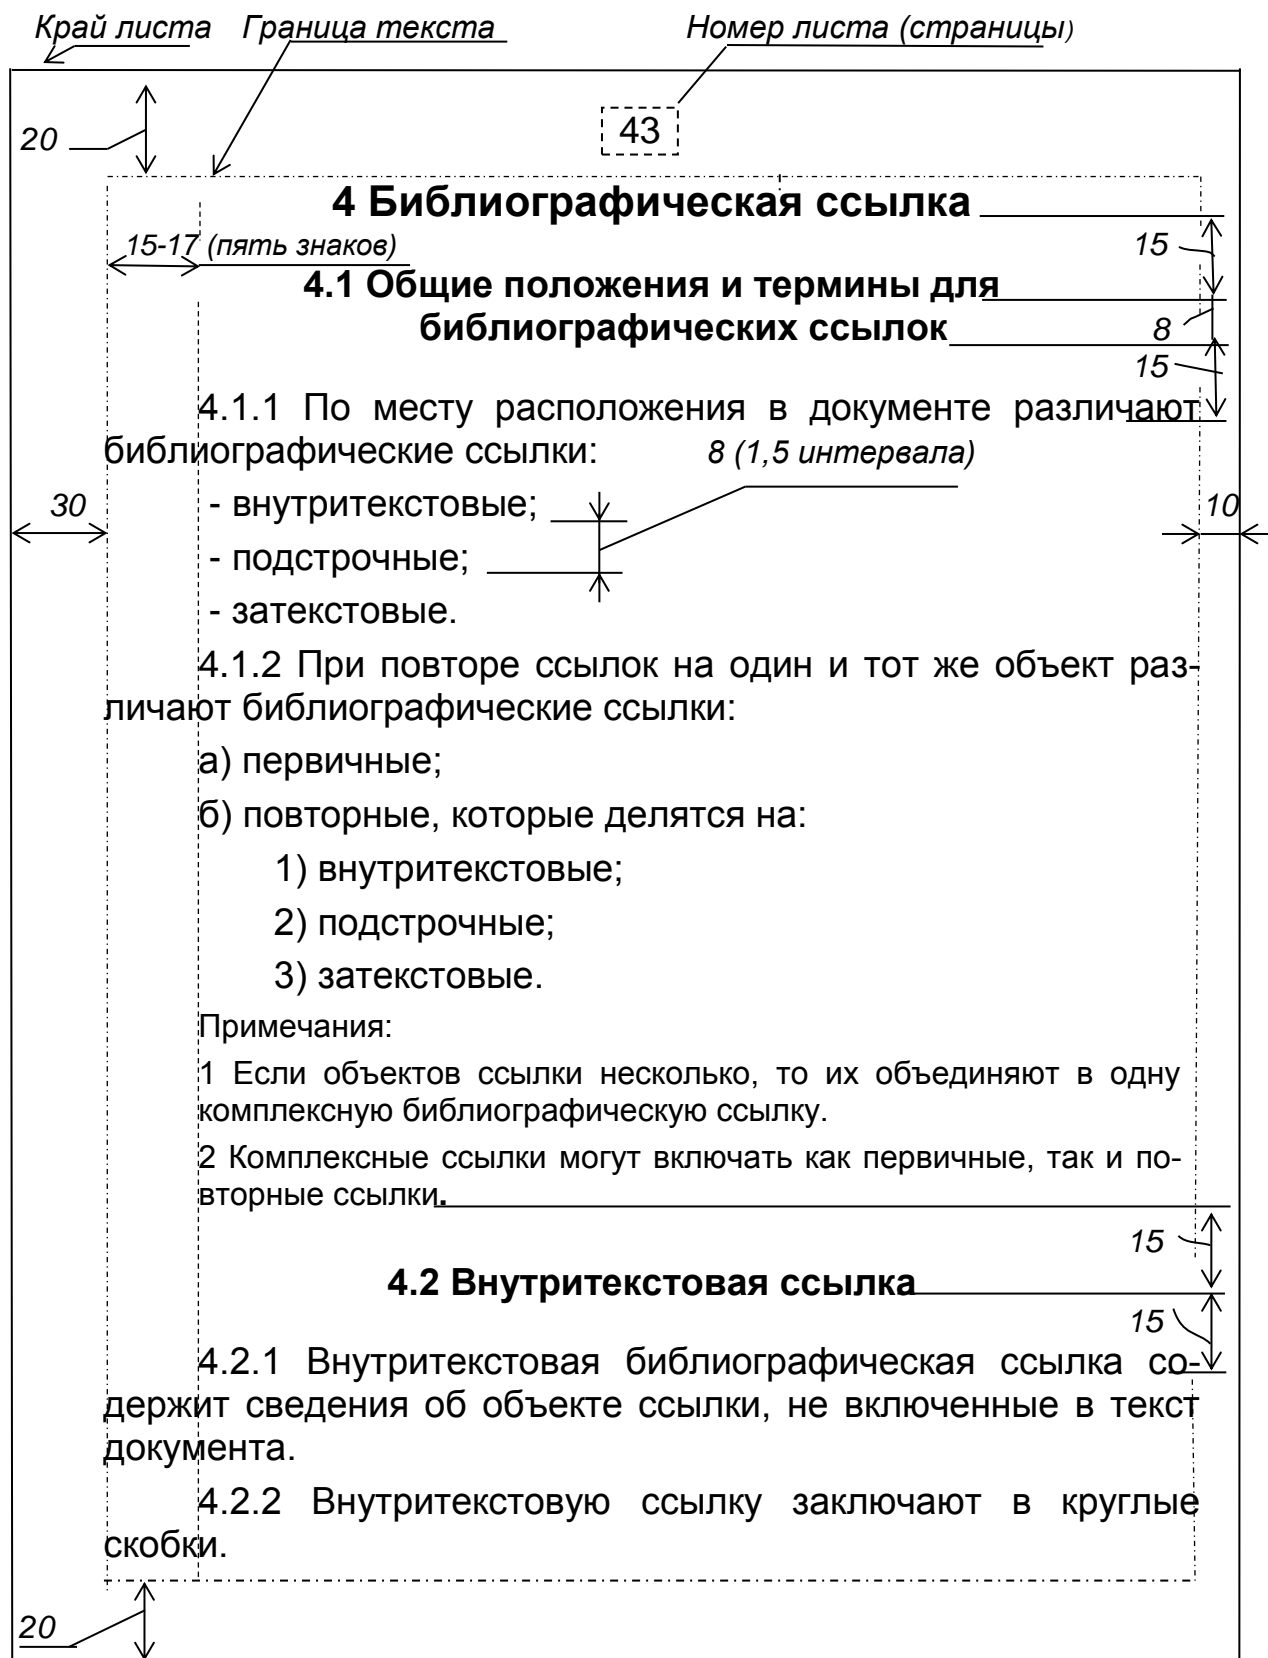 Край листа Граница текста Номер листа (страницы)
20
43
4 Библиографическая ссылка
15-17 (пять знаков)
15
4.1 Общие положения и термины для
библиографических ссылок
8
15
4.1.1 По месту расположения в документе различают
библиографические ссылки:
8 (1,5 интервала)
30
- внутритекстовые;
10
- подстрочные;
- затекстовые.
4.1.2 При повторе ссылок на один и тот же объект раз-
личают библиографические ссылки:
а) первичные;
б) повторные, которые делятся на:
1) внутритекстовые;
2) подстрочные;
3) затекстовые.
Примечания:
1 Если объектов ссылки несколько, то их объединяют в одну
комплексную библиографическую ссылку.
2 Комплексные ссылки могут включать как первичные, так и по-
вторные ссылки.
15
4.2 Внутритекстовая ссылка
15
4.2.1 Внутритекстовая библиографическая ссылка со-
держит сведения об объекте ссылки, не включенные в текст
документа.
4.2.2 Внутритекстовую ссылку заключают в круглые
скобки.
20